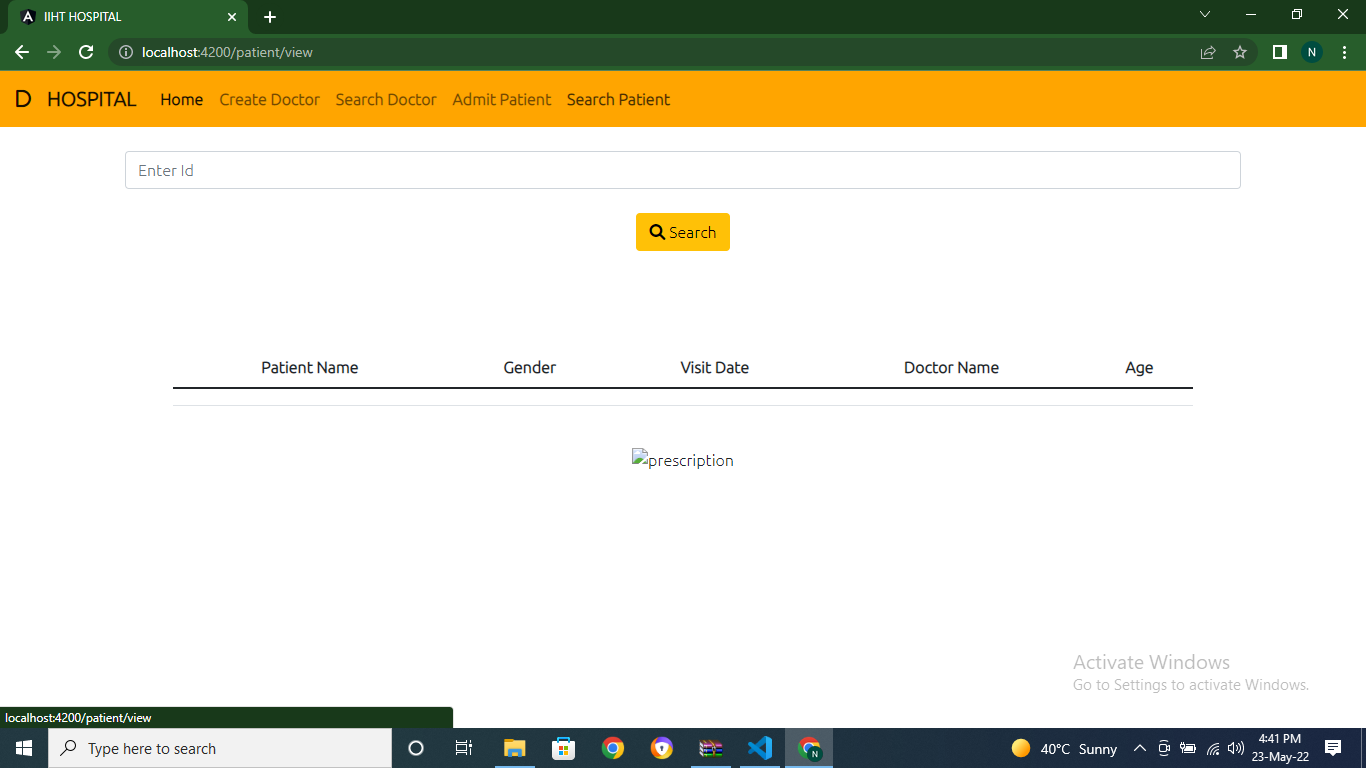 IIHT HOSPITAL
localhost:4200/patient/view
N
D HOSPITAL Home Create Doctor Search Doctor Admit Patient Search Patient
Enter Id
Search
Patient Name Gender Visit Date Doctor Name Age
prescription
Activate Windows
Go to Settings to activate Windows.
localhost:4200/patient/view
Type here to search
N
40°C Sunny
4:41 PM
23-May-22